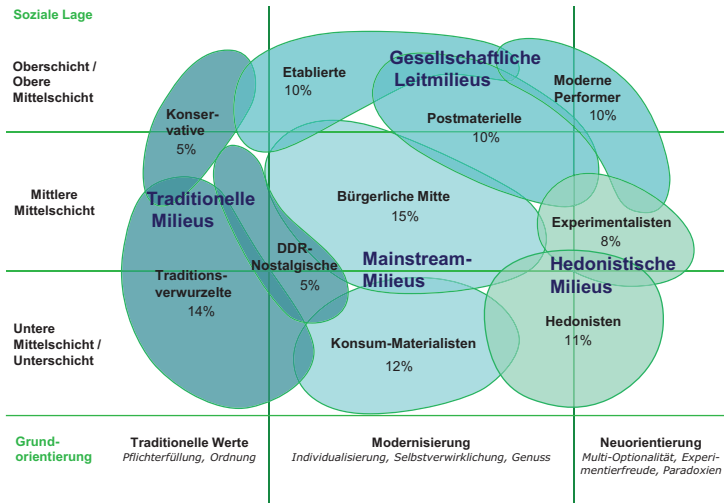 Soziale Lage
Oberschicht /
Obere
Mittelschicht
Mittlere
Mittelschicht
Untere
Mittelschicht /
Unterschicht
Konser-
vative
5%
Etablierte
10%
Gesellschaftliche
Leitmilieus
Postmaterielle
10%
Moderne
Performer
10%
Traditionelle
Milieus
Bürgerliche Mitte
15%
Experimentalisten
8%
DDR-
Nostalgische
5%
Mainstream-
Milieus
Hedonistische
Milieus
Traditions-
verwurzelte
14%
Konsum-Materialisten
12%
Hedonisten
11%
Grund-
orientierung
Traditionelle Werte
Pflichterfüllung, Ordnung
Modernisierung
Individualisierung, Selbstverwirklichung, Genuss
Neuorientierung
Multi-Optionalität, Experi-
mentierfreude, Paradoxien